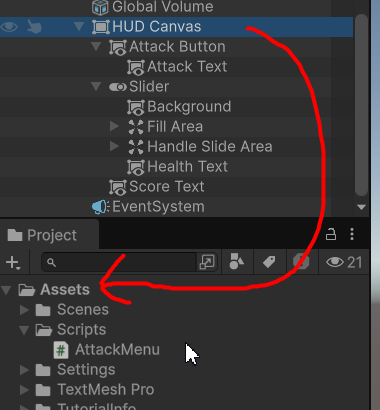 Global Volume
HUD Canvas
Attack Button
Attack Text
Slider
Background
Fill Area
Handle Slide Area
Health Text
Score Text
EventSystem
Project
21
Assets
Scenes
Scripts
# AttackMenu
Settings
TextMesh Pro
TutorialInfo